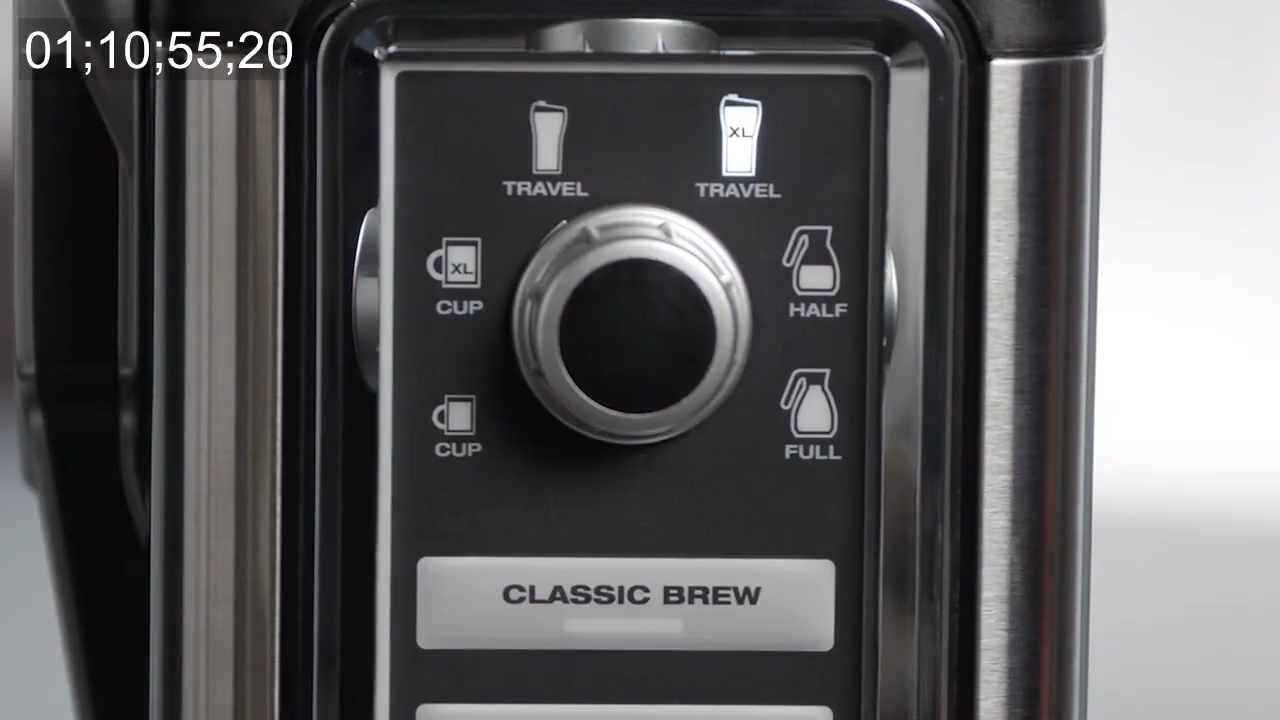 01;10;55;20
XL
TRAVEL
TRAVEL
XL
CUP
HALF
CUP
FULL
CLASSIC BREW